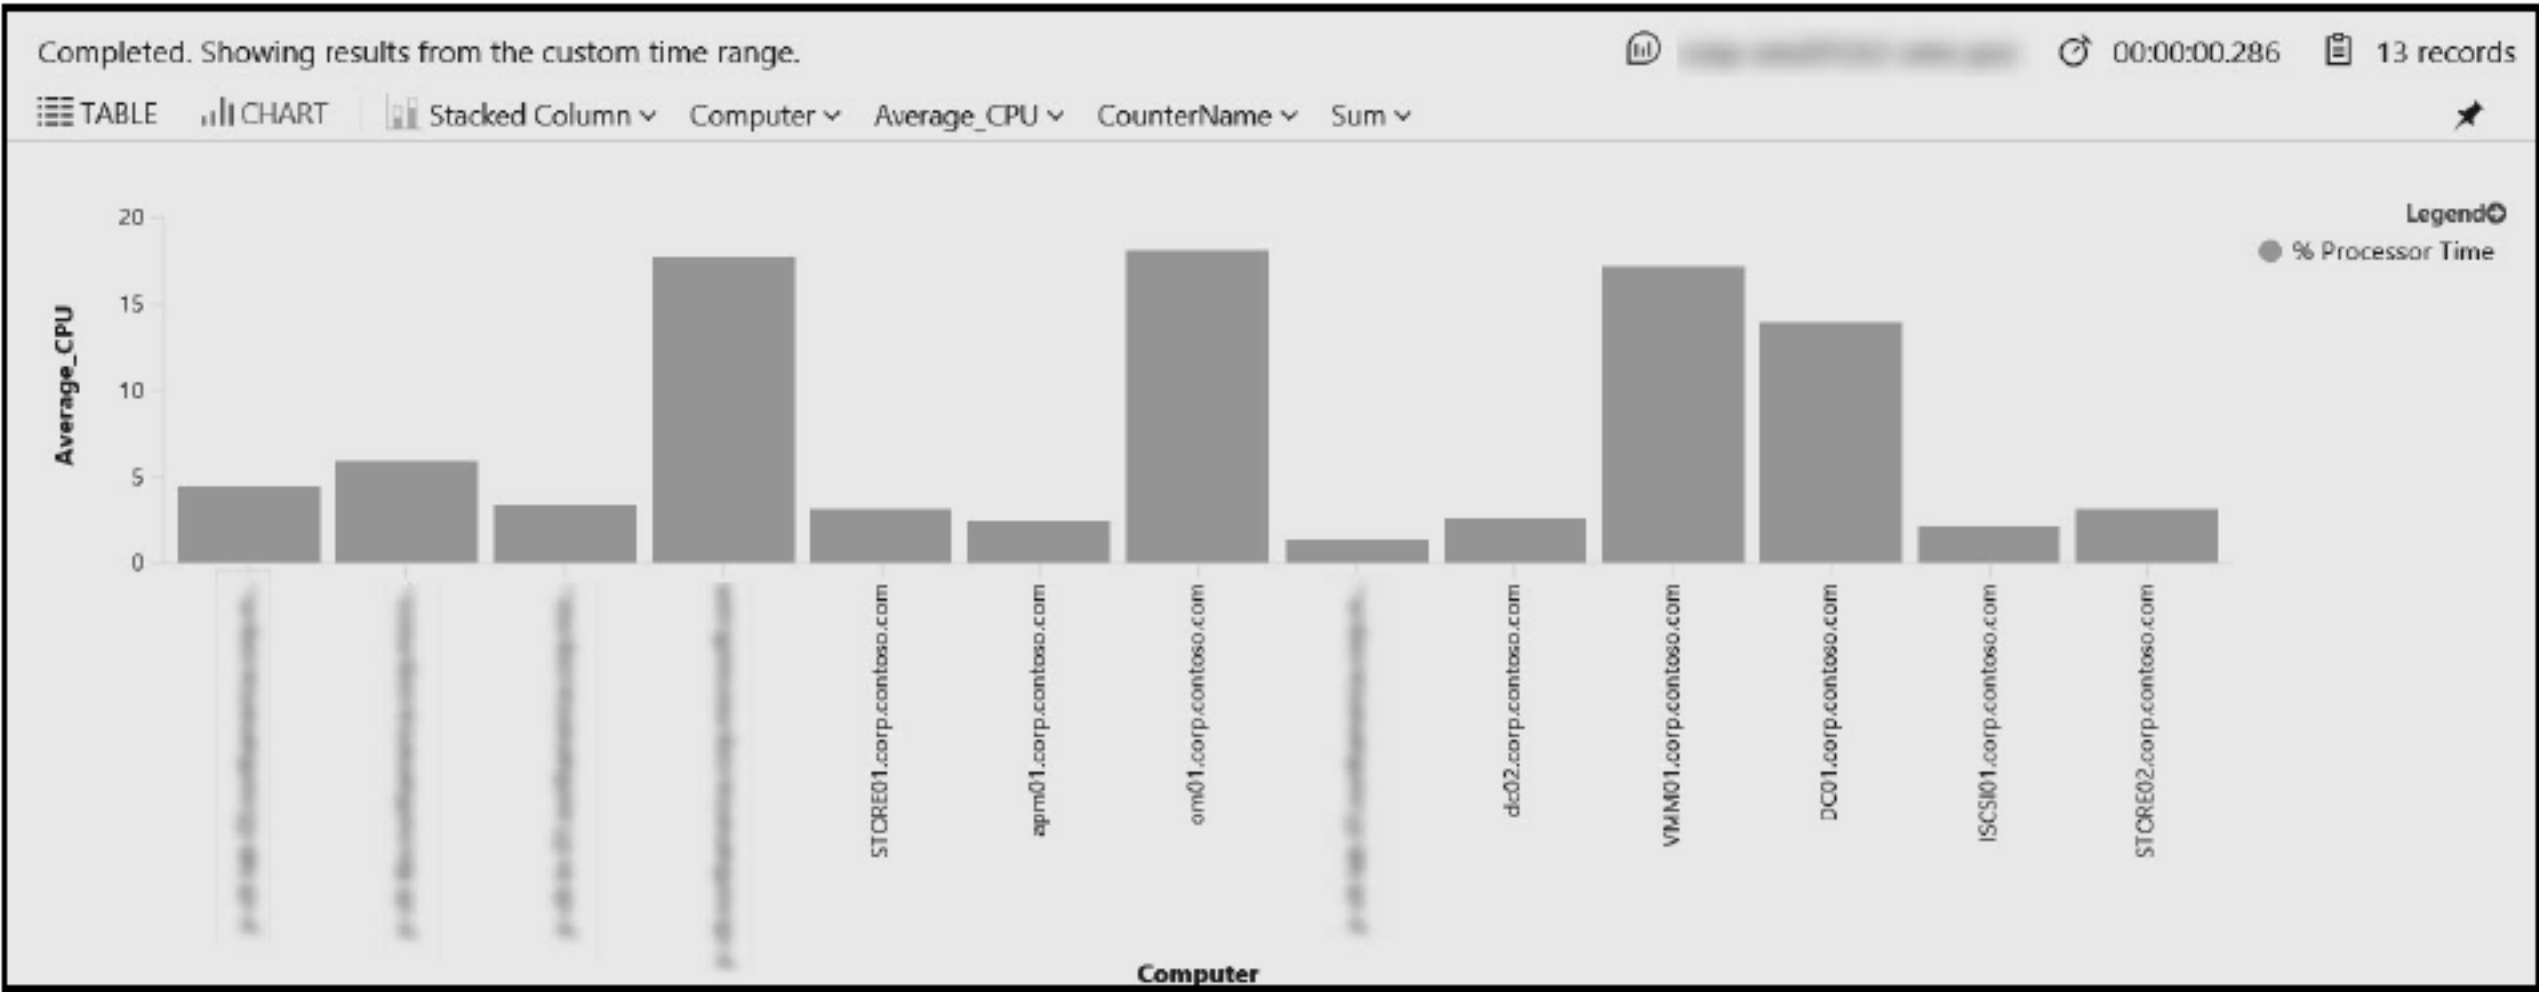 Completed. Showing results from the custom time range.
00:00:00.286
13 records
TABLE
CHART
Stacked Column
Computer
Average_CPU
CounterName
Sum
Legend
% Processor Time
Average_CPU
20
15
10
5
0
STORE01.corp.contoso.com
apm01.corp.contoso.com
om01.corp.contoso.com
dc02.corp.contoso.com
VMM01.corp.contoso.com
DC01.corp.contoso.com
ISCSI01.corp.contoso.com
STORE02.corp.contoso.com
Computer